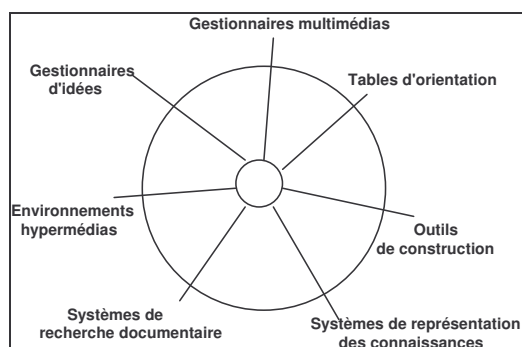 Gestionnaires multimédias
Gestionnaires
d'idées
Tables d'orientation
Environnements
hypermédias
Outils
de construction
Systèmes de
recherche documentaire
Systèmes de représentation
des connaissances